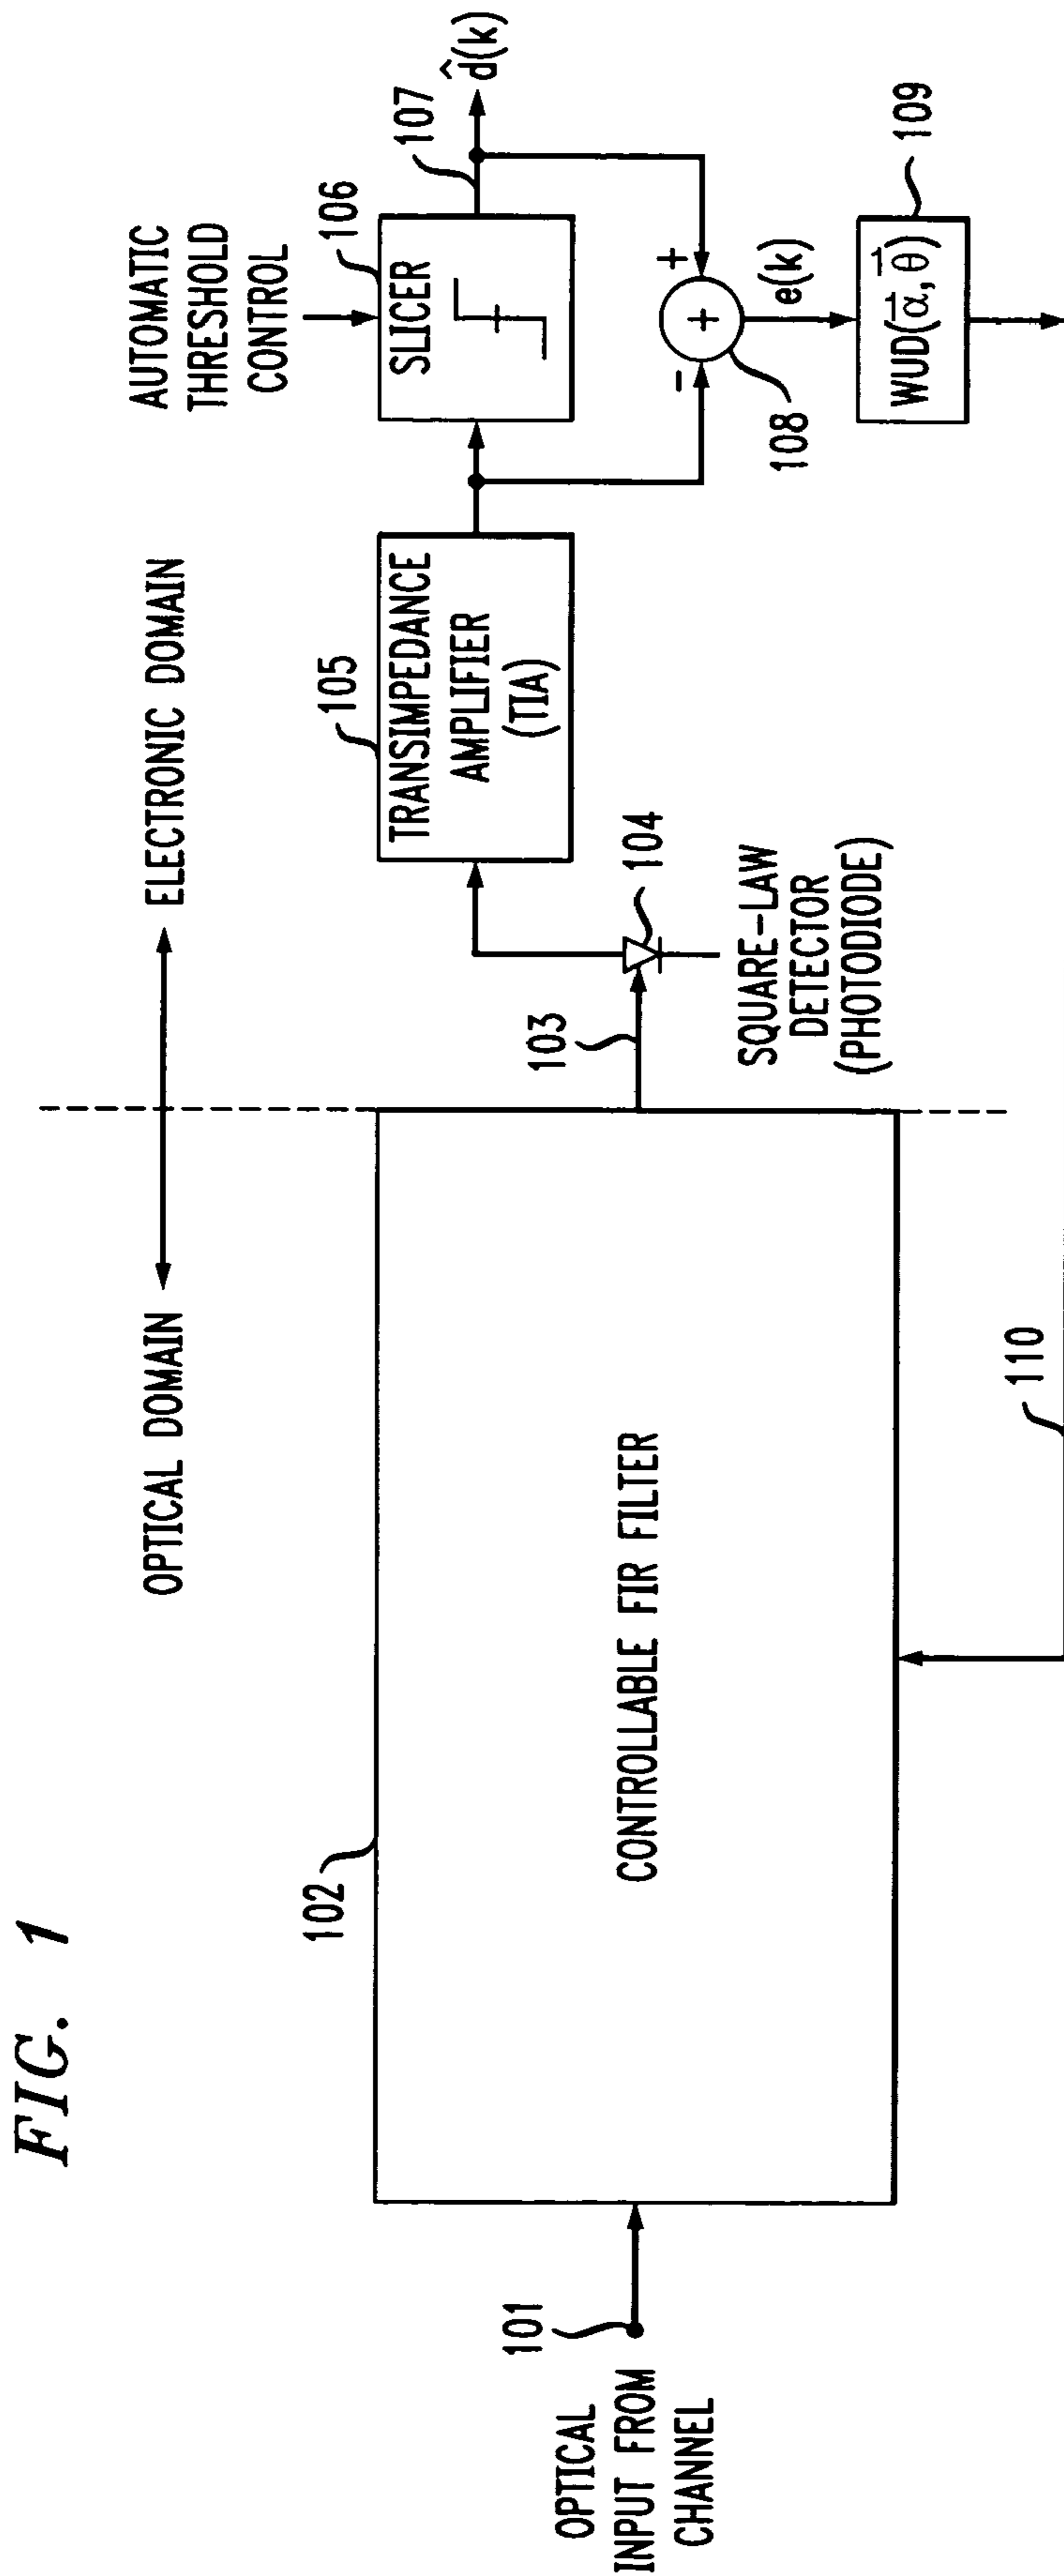 FIG. 1
OPTICAL DOMAIN
ELECTRONIC DOMAIN
OPTICAL
INPUT FROM
CHANNEL
101
102
CONTROLLABLE FIR FILTER
103
104
SQUARE-LAW
DETECTOR
(PHOTODIODE)
105
TRANSIMPEDANCE
AMPLIFIER
(TIA)
AUTOMATIC
THRESHOLD
CONTROL
106
SLICER
107
d̂(k)
+
-
+
108
e(k)
109
WUD(α⃗, θ⃗)
110